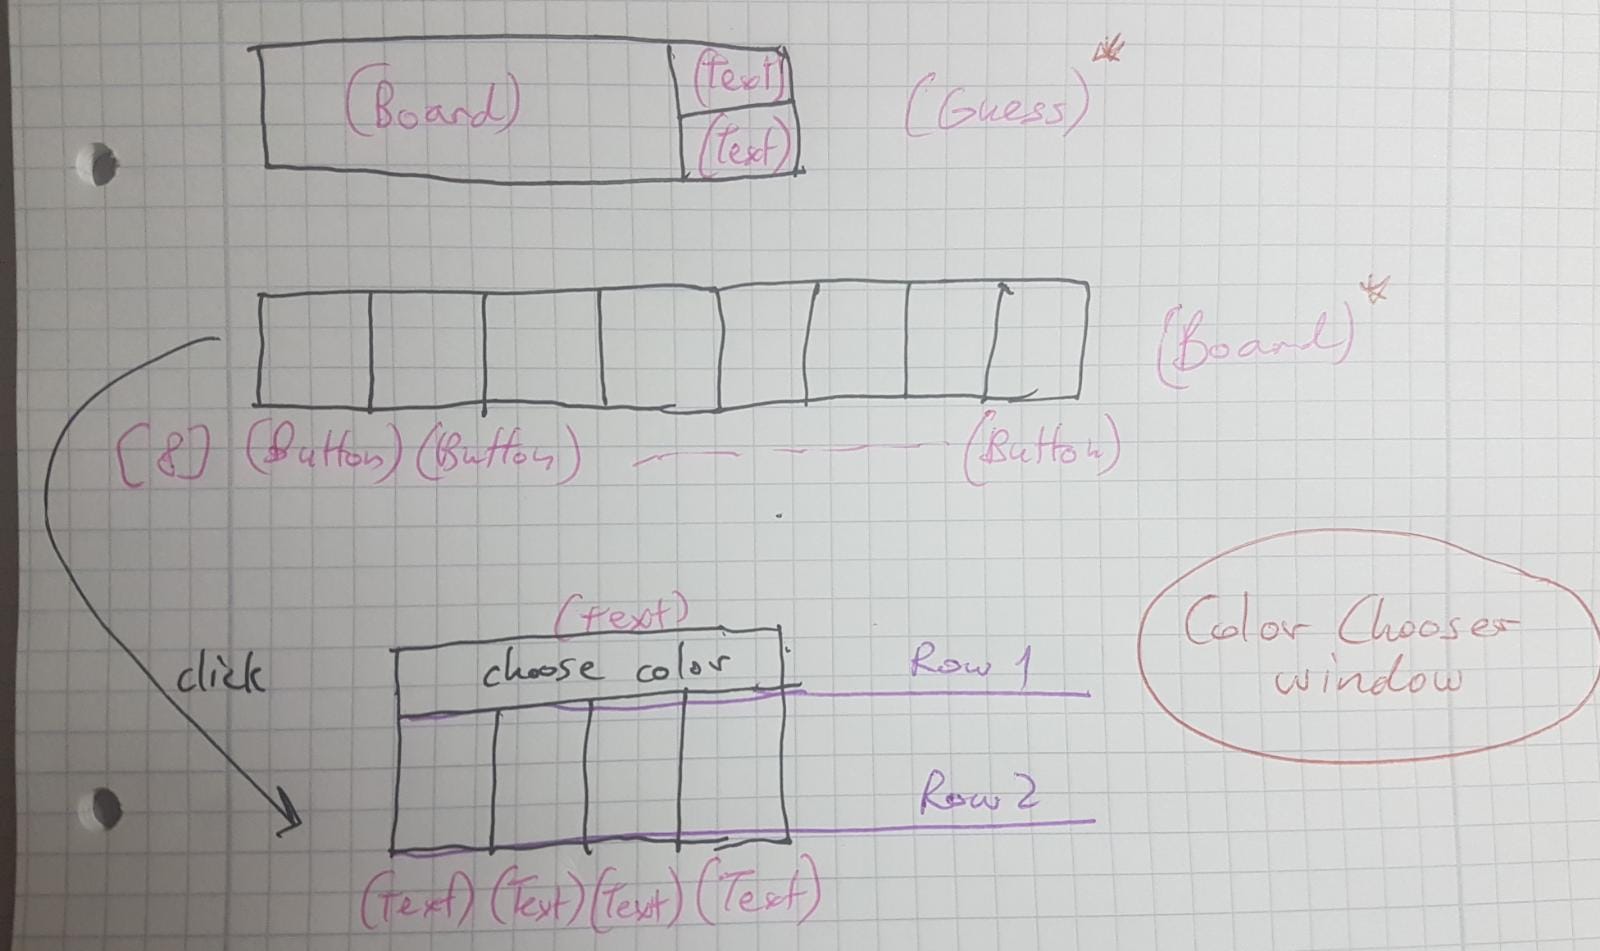 (Board) (text) (Guess)*
(text)
(Board)*
[8] (Button) (Button) — — — — (Button)
(text)
click choose color Row 1
Color Chooser
window
Row 2
(Text) (Text) (Text) (Text)